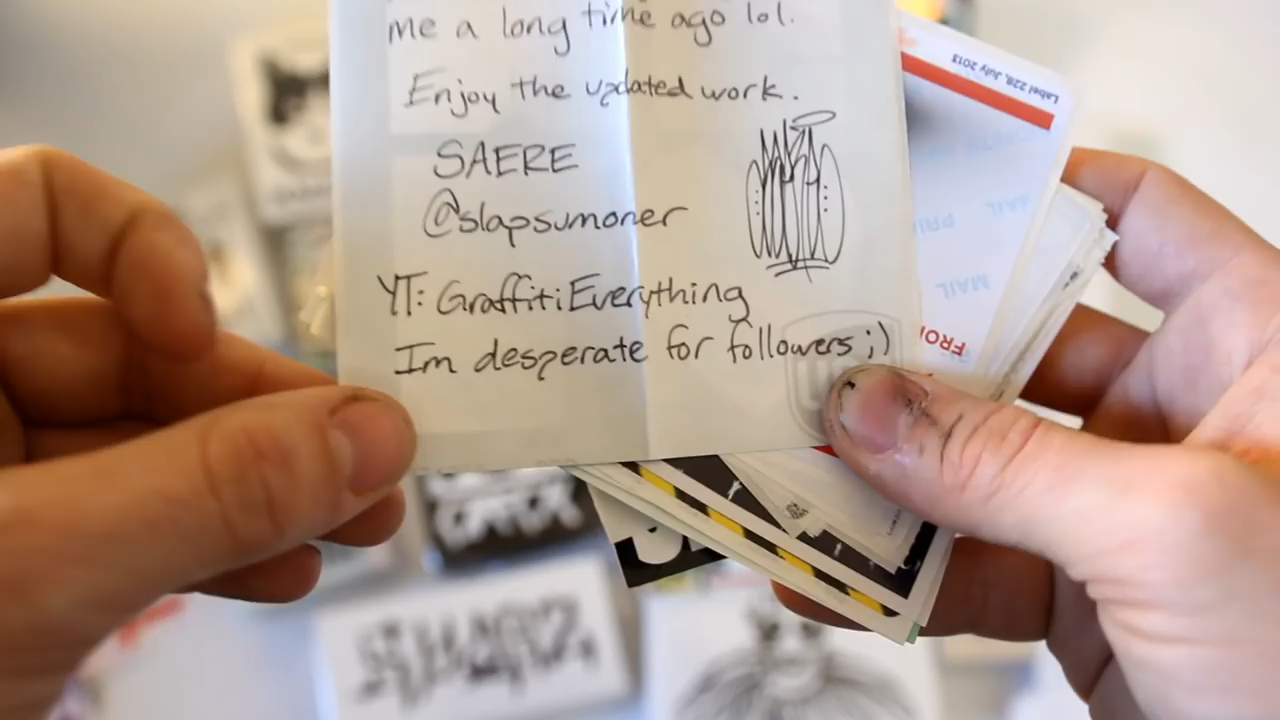 me a long time ago lol.
Enjoy the updated work.
SAERE
@slapsumoner
YT: GraffitiEverything
Im desperate for followers ;)
Label 228, July 2013
MAIL